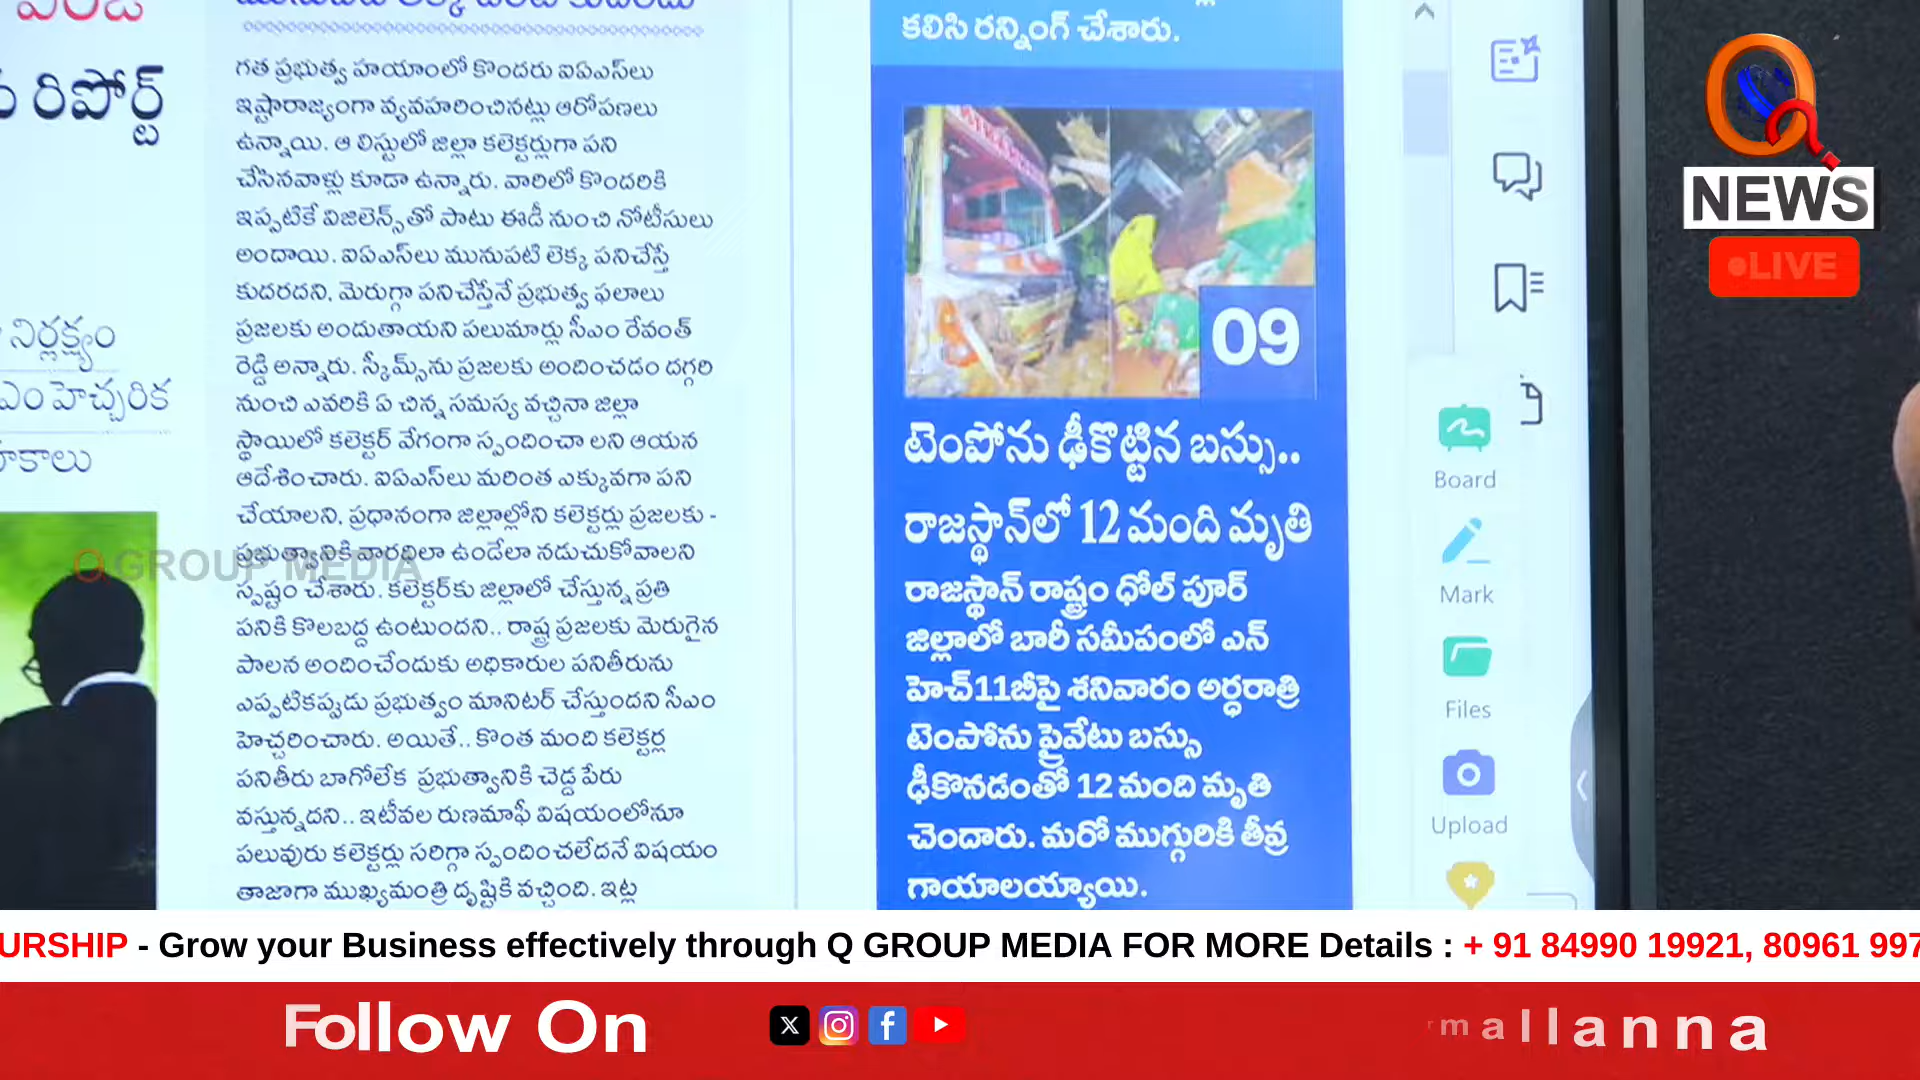 రిపోర్ట్
నిర్లక్ష్యం
హెచ్చరిక
గత ప్రభుత్వ హయాంలో కొందరు ఐఏఎస్‌లు
ఇష్టారాజ్యంగా వ్యవహరించినట్లు ఆరోపణలు
ఉన్నాయి. ఆ లిస్టులో జిల్లా కలెక్టర్లుగా పని
చేసినవాళ్లు కూడా ఉన్నారు. వారిలో కొందరికి
ఇప్పటికే విజిలెన్స్‌తో పాటు ఈడీ నుంచి నోటీసులు
అందాయి. ఐఏఎస్‌లు మునుపటి లెక్క పనిచేస్తే
కుదరదని, మెరుగ్గా పనిచేస్తేనే ప్రభుత్వ ఫలాలు
ప్రజలకు అందుతాయని పలుమార్లు సీఎం రేవంత్
రెడ్డి అన్నారు. స్కీమ్స్‌ను ప్రజలకు అందించడం దగ్గరి
నుంచి ఎవరికి ఏ చిన్న సమస్య వచ్చినా జిల్లా
స్థాయిలో కలెక్టర్ వేగంగా స్పందించా లని ఆయన
ఆదేశించారు. ఐఏఎస్‌లు మరింత ఎక్కువగా పని
చేయాలని, ప్రధానంగా జిల్లాల్లోని కలెక్టర్లు ప్రజలకు -
ప్రభుత్వానికి వారధిలా ఉండేలా నడుచుకోవాలని
స్పష్టం చేశారు. కలెక్టర్‌కు జిల్లాలో చేస్తున్న ప్రతి
పనికి కొలబద్ద ఉంటుందని.. రాష్ట్ర ప్రజలకు మెరుగైన
పాలన అందించేందుకు అధికారుల పనితీరును
ఎప్పటికప్పుడు ప్రభుత్వం మానిటర్ చేస్తుందని సీఎం
హెచ్చరించారు. అయితే.. కొంత మంది కలెక్టర్ల
పనితీరు బాగోలేక ప్రభుత్వానికి చెడ్డ పేరు
వస్తున్నదని.. ఇటీవల రుణమాఫీ విషయంలోనూ
పలువురు కలెక్టర్లు సరిగ్గా స్పందించలేదనే విషయం
తాజాగా ముఖ్యమంత్రి దృష్టికి వచ్చింది. ఇట్ల
Q GROUP MEDIA
కలిసి రన్నింగ్ చేశారు.
09
టెంపోను ఢీకొట్టిన బస్సు..
రాజస్థాన్‌లో 12 మంది మృతి
రాజస్థాన్ రాష్ట్రం ధోల్ పూర్
జిల్లాలో బారీ సమీపంలో ఎన్
హెచ్11బీపై శనివారం అర్ధరాత్రి
టెంపోను ప్రైవేటు బస్సు
ఢీకొనడంతో 12 మంది మృతి
చెందారు. మరో ముగ్గురికి తీవ్ర
గాయాలయ్యాయి.
Board
Mark
Files
Upload
Q
NEWS
LIVE
URSHIP - Grow your Business effectively through Q GROUP MEDIA FOR MORE Details : + 91 84990 19921, 80961 997
Follow On
mallanna